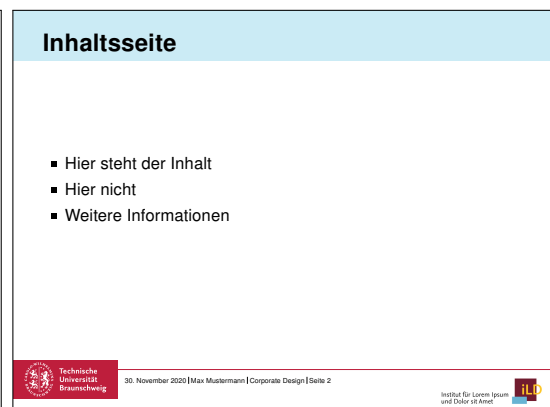 Inhaltsseite
Hier steht der Inhalt
Hier nicht
Weitere Informationen
Technische
Universität
Braunschweig
30. November 2020 | Max Mustermann | Corporate Design | Seite 2
Institut für Lorem Ipsum
und Dolor sit Amet
iLD